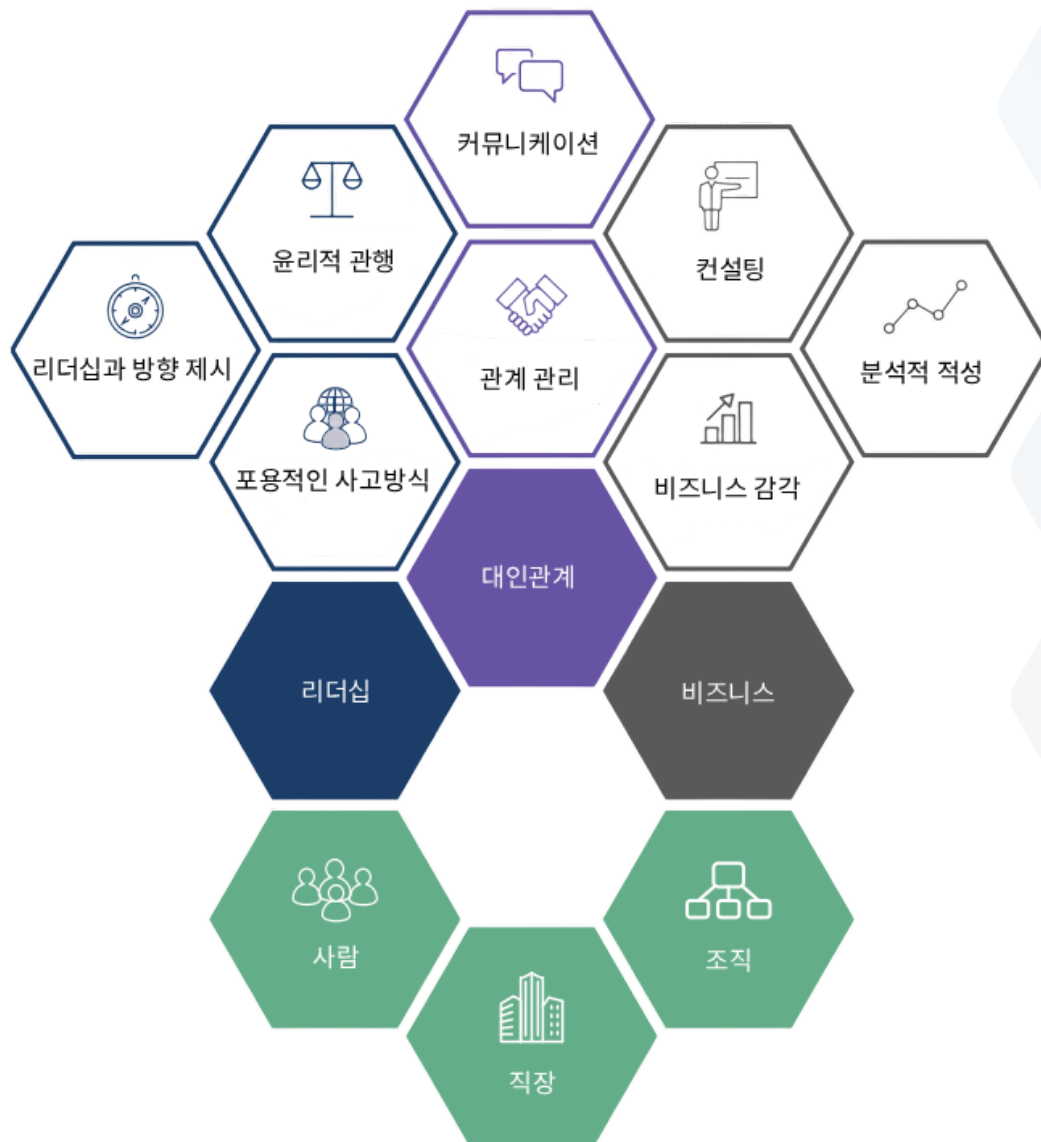 커뮤니케이션
윤리적 관행
컨설팅
리더십과 방향 제시
관계 관리
분석적 적성
포용적인 사고방식
비즈니스 감각
대인관계
리더십
비즈니스
사람
조직
직장